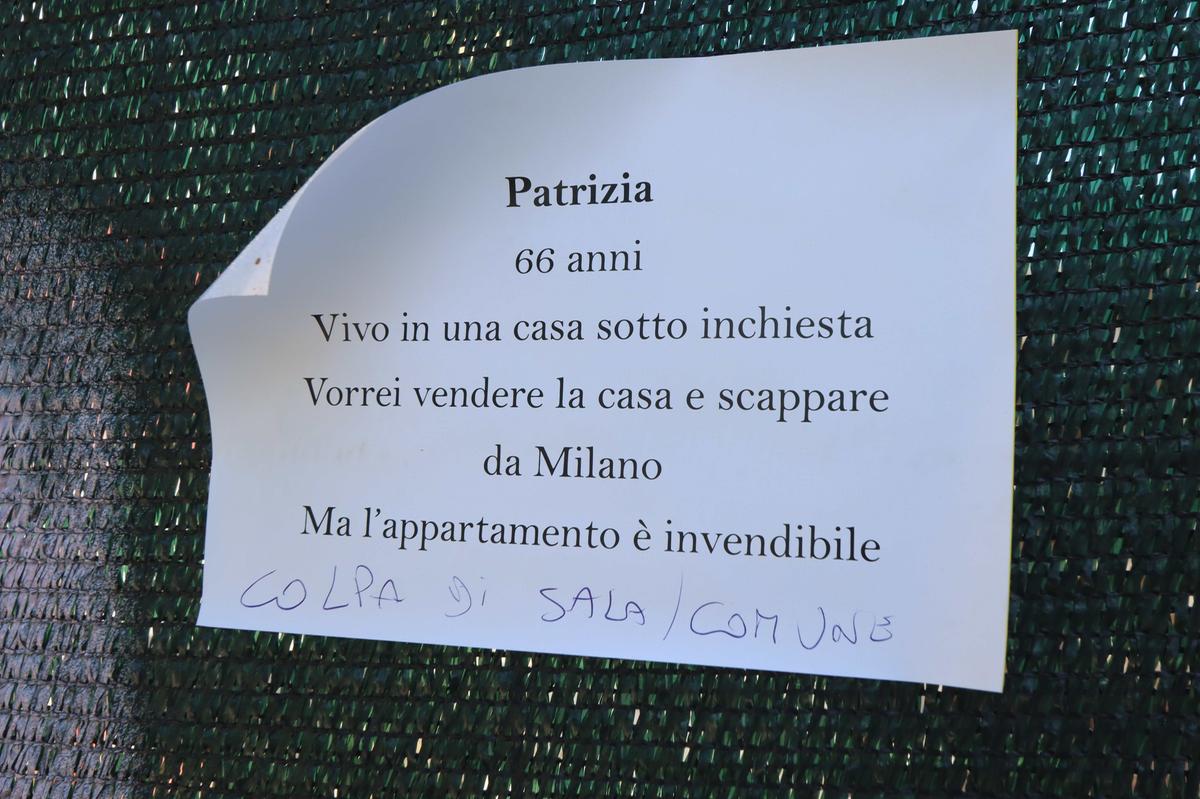 Patrizia
66 anni
Vivo in una casa sotto inchiesta
Vorrei vendere la casa e scappare
da Milano
Ma l'appartamento è invendibile
COLPA Di SALA/COMUNE